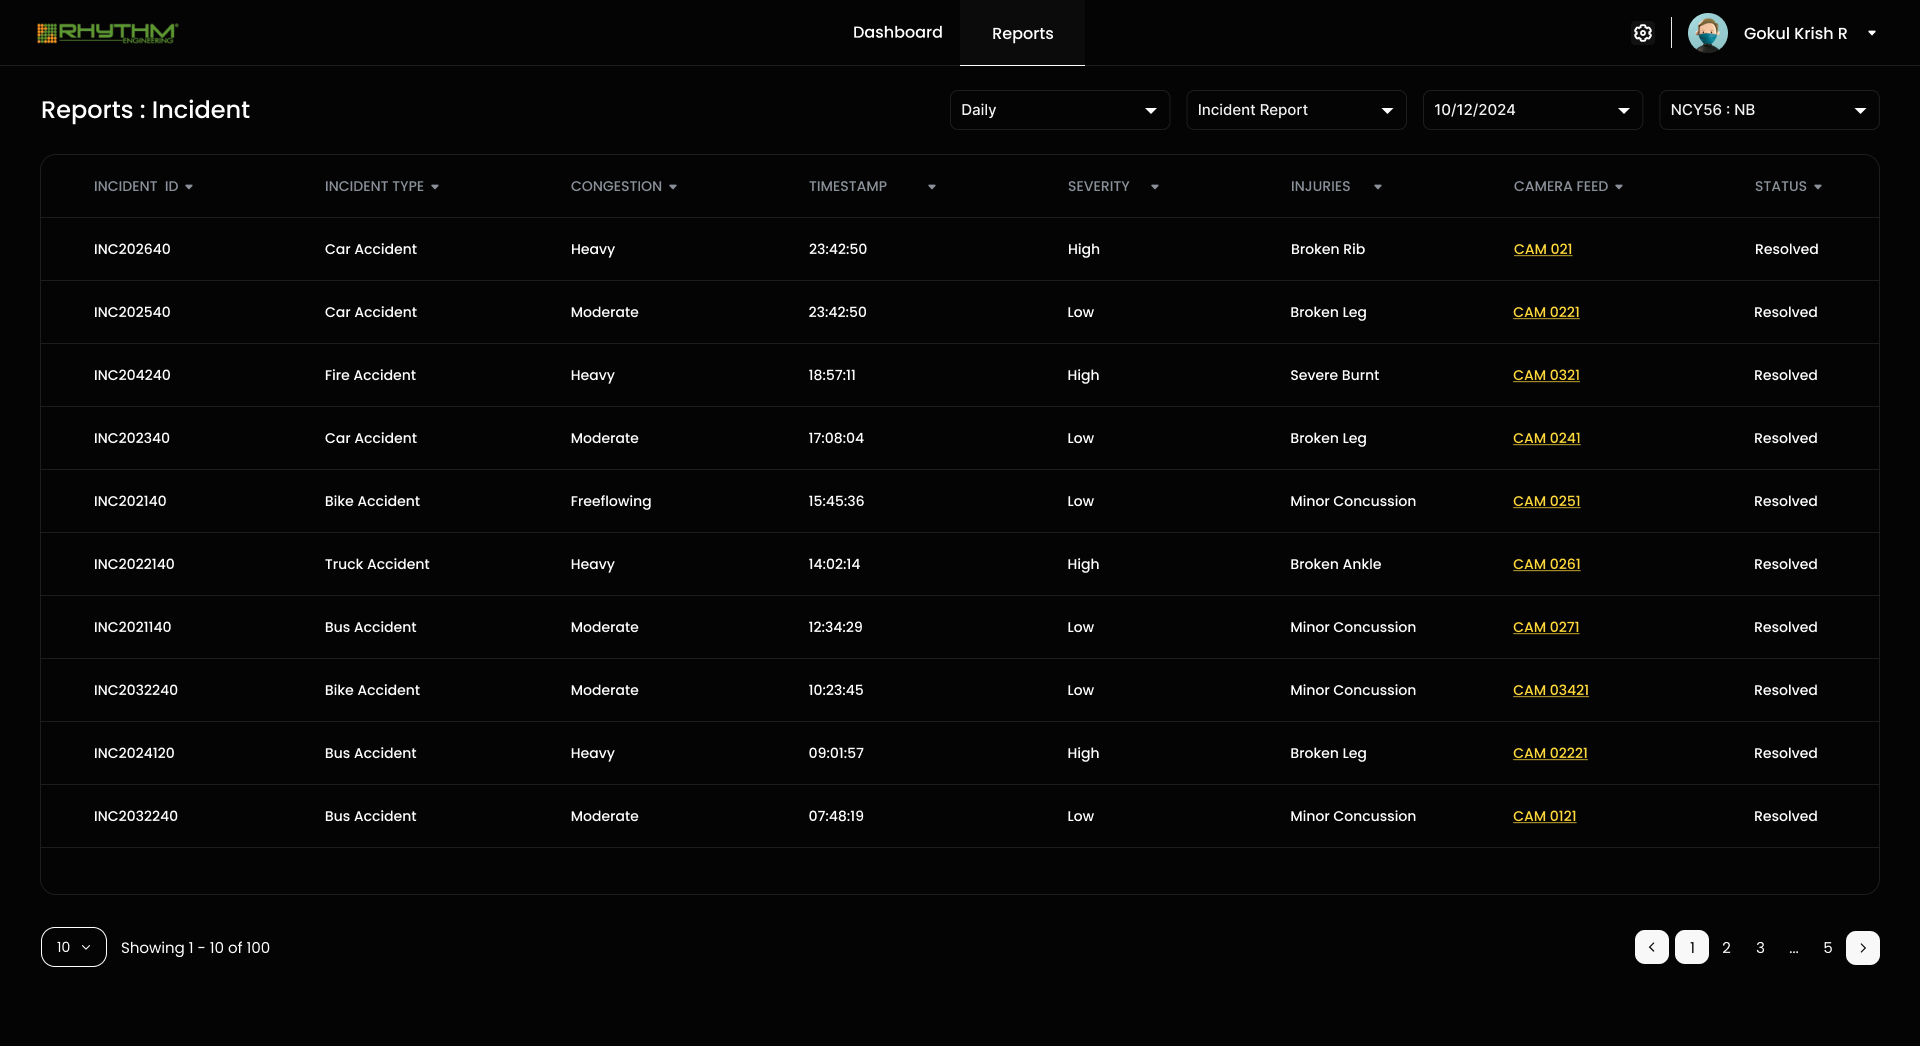 RHYTHM ENGINEERING Dashboard Reports Gokul Krish R
Reports : Incident Daily Incident Report 10/12/2024 NCY56 : NB
INCIDENT ID INCIDENT TYPE CONGESTION TIMESTAMP SEVERITY INJURIES CAMERA FEED STATUS
INC202640 Car Accident Heavy 23:42:50 High Broken Rib CAM 021 Resolved
INC202540 Car Accident Moderate 23:42:50 Low Broken Leg CAM 0221 Resolved
INC204240 Fire Accident Heavy 18:57:11 High Severe Burnt CAM 0321 Resolved
INC202340 Car Accident Moderate 17:08:04 Low Broken Leg CAM 0241 Resolved
INC202140 Bike Accident Freeflowing 15:45:36 Low Minor Concussion CAM 0251 Resolved
INC2022140 Truck Accident Heavy 14:02:14 High Broken Ankle CAM 0261 Resolved
INC2021140 Bus Accident Moderate 12:34:29 Low Minor Concussion CAM 0271 Resolved
INC2032240 Bike Accident Moderate 10:23:45 Low Minor Concussion CAM 03421 Resolved
INC2024120 Bus Accident Heavy 09:01:57 High Broken Leg CAM 02221 Resolved
INC2032240 Bus Accident Moderate 07:48:19 Low Minor Concussion CAM 0121 Resolved
10 Showing 1 - 10 of 100 < 1 2 3 ... 5 >